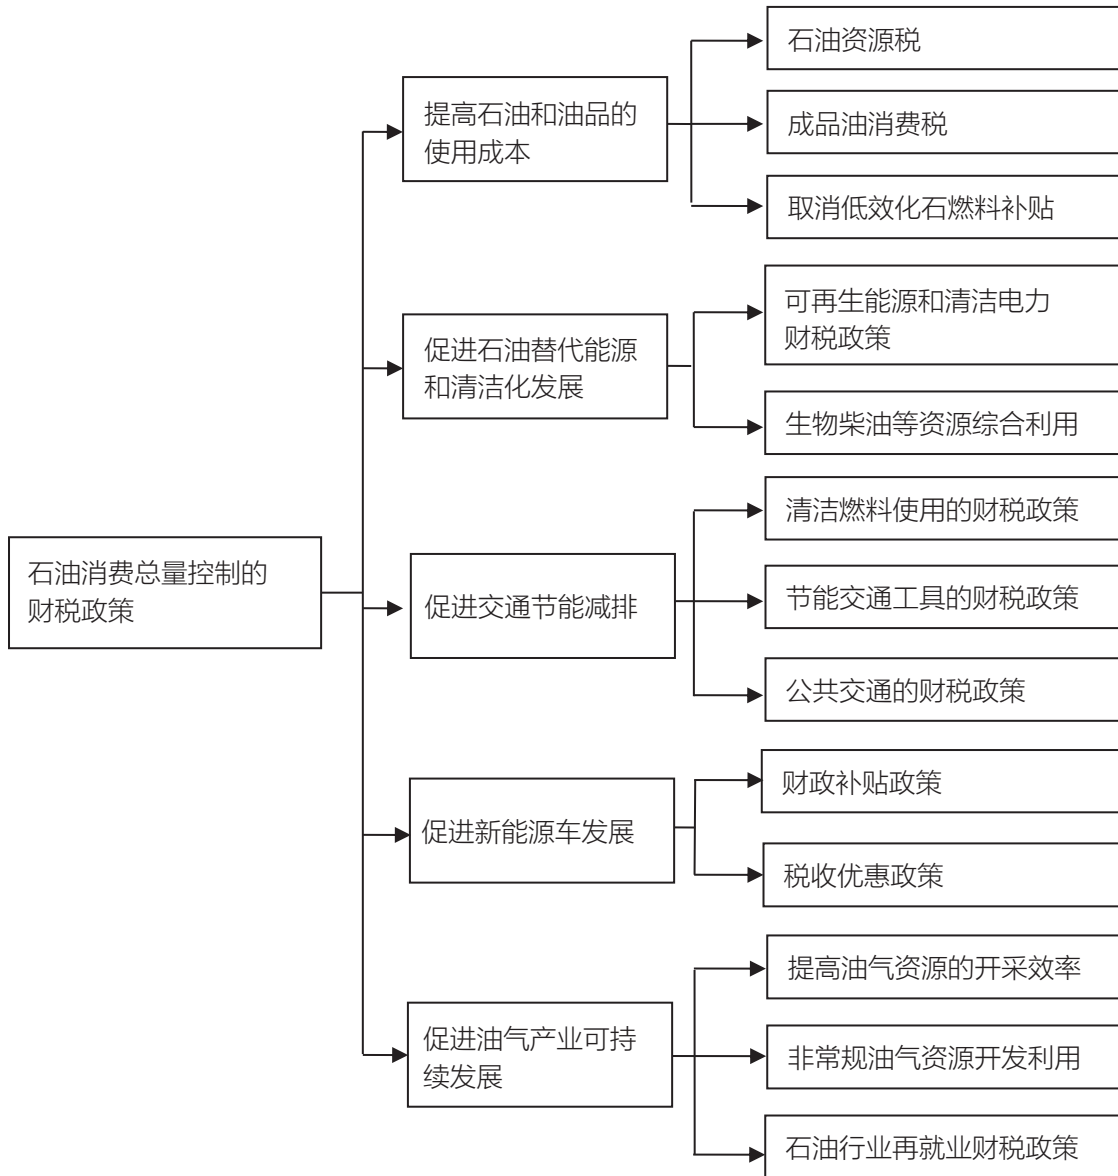 石油消费总量控制的
财税政策
提高石油和油品的
使用成本
石油资源税
成品油消费税
取消低效化石燃料补贴
促进石油替代能源
和清洁化发展
可再生能源和清洁电力
财税政策
生物柴油等资源综合利用
促进交通节能减排
清洁燃料使用的财税政策
节能交通工具的财税政策
公共交通的财税政策
促进新能源车发展
财政补贴政策
税收优惠政策
促进油气产业可持
续发展
提高油气资源的开采效率
非常规油气资源开发利用
石油行业再就业财税政策